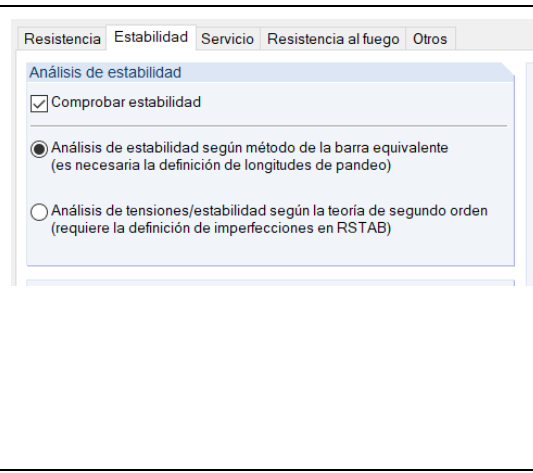 Resistencia Estabilidad Servicio Resistencia al fuego Otros
Análisis de estabilidad
Comprobar estabilidad
Análisis de estabilidad según método de la barra equivalente
(es necesaria la definición de longitudes de pandeo)
Análisis de tensiones/estabilidad según la teoría de segundo orden
(requiere la definición de imperfecciones en RSTAB)